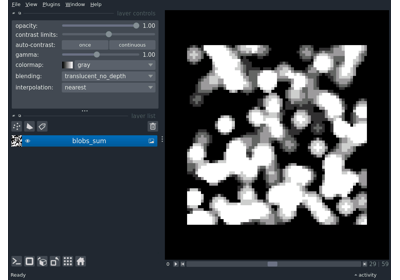 File View Plugins Window Help
layer controls
opacity: 1.00
contrast limits:
auto-contrast: once continuous
gamma: 1.00
colormap: gray
blending: translucent_no_depth
interpolation: nearest
layer list
blobs_sum
29 59
Ready
activity